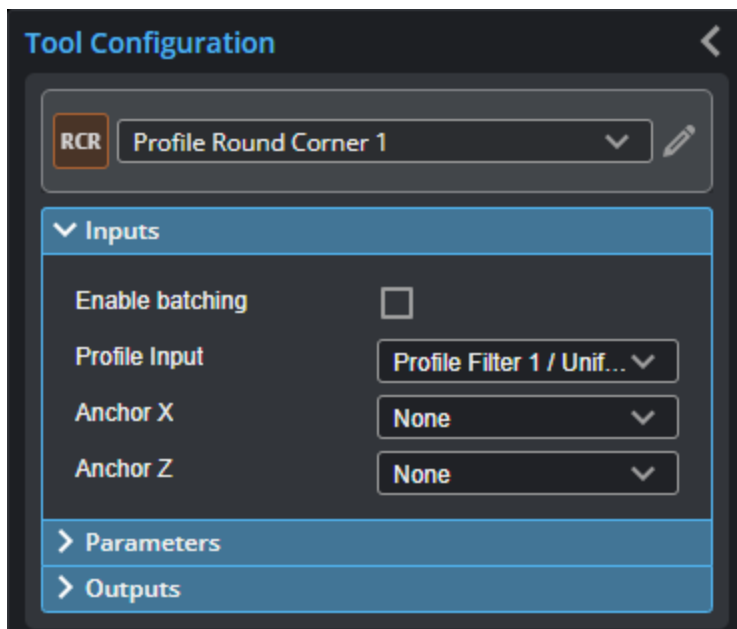 Tool Configuration
RCR Profile Round Corner 1
Inputs
Enable batching
Profile Input Profile Filter 1 / Unif...
Anchor X None
Anchor Z None
Parameters
Outputs